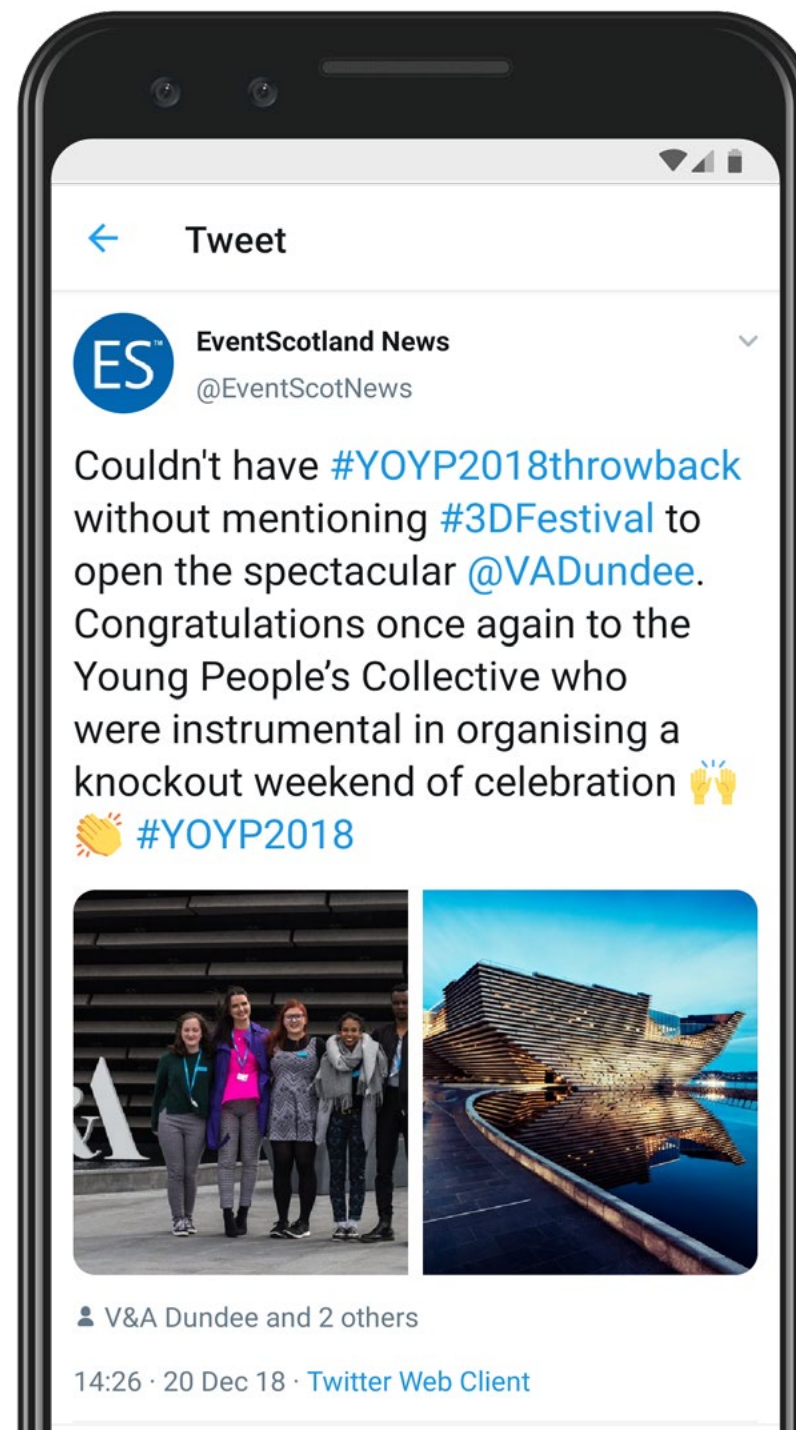 Tweet
ES™
EventScotland News
@EventScotNews
Couldn't have #YOYP2018throwback
without mentioning #3DFestival to
open the spectacular @VADundee.
Congratulations once again to the
Young People’s Collective who
were instrumental in organising a
knockout weekend of celebration 🙌
👏 #YOYP2018
&A
V&A Dundee and 2 others
14:26 · 20 Dec 18 · Twitter Web Client